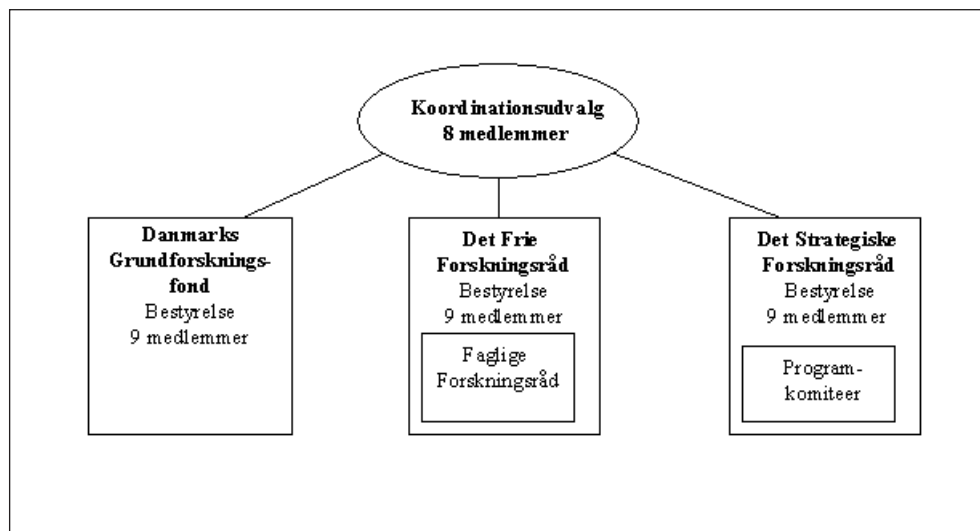 Koordinationsudvalg
8 medlemmer
Danmarks
Grundforsknings-
fond
Bestyrelse
9 medlemmer
Det Frie
Forskningsråd
Bestyrelse
9 medlemmer
Faglige
Forskningsråd
Det Strategiske
Forskningsråd
Bestyrelse
9 medlemmer
Program-
komiteer